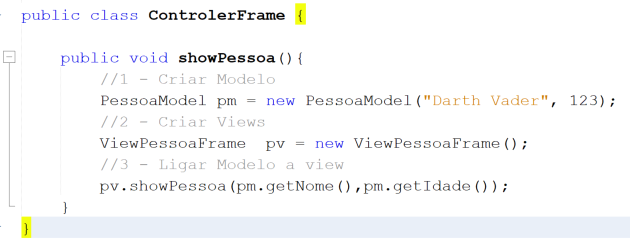 public class ControlerFrame {
public void showPessoa(){
//1 - Criar Modelo
PessoaModel pm = new PessoaModel("Darth Vader", 123);
//2 - Criar Views
ViewPessoaFrame  pv = new ViewPessoaFrame();
//3 - Ligar Modelo a view
pv.showPessoa(pm.getNome(),pm.getIdade());
}
}